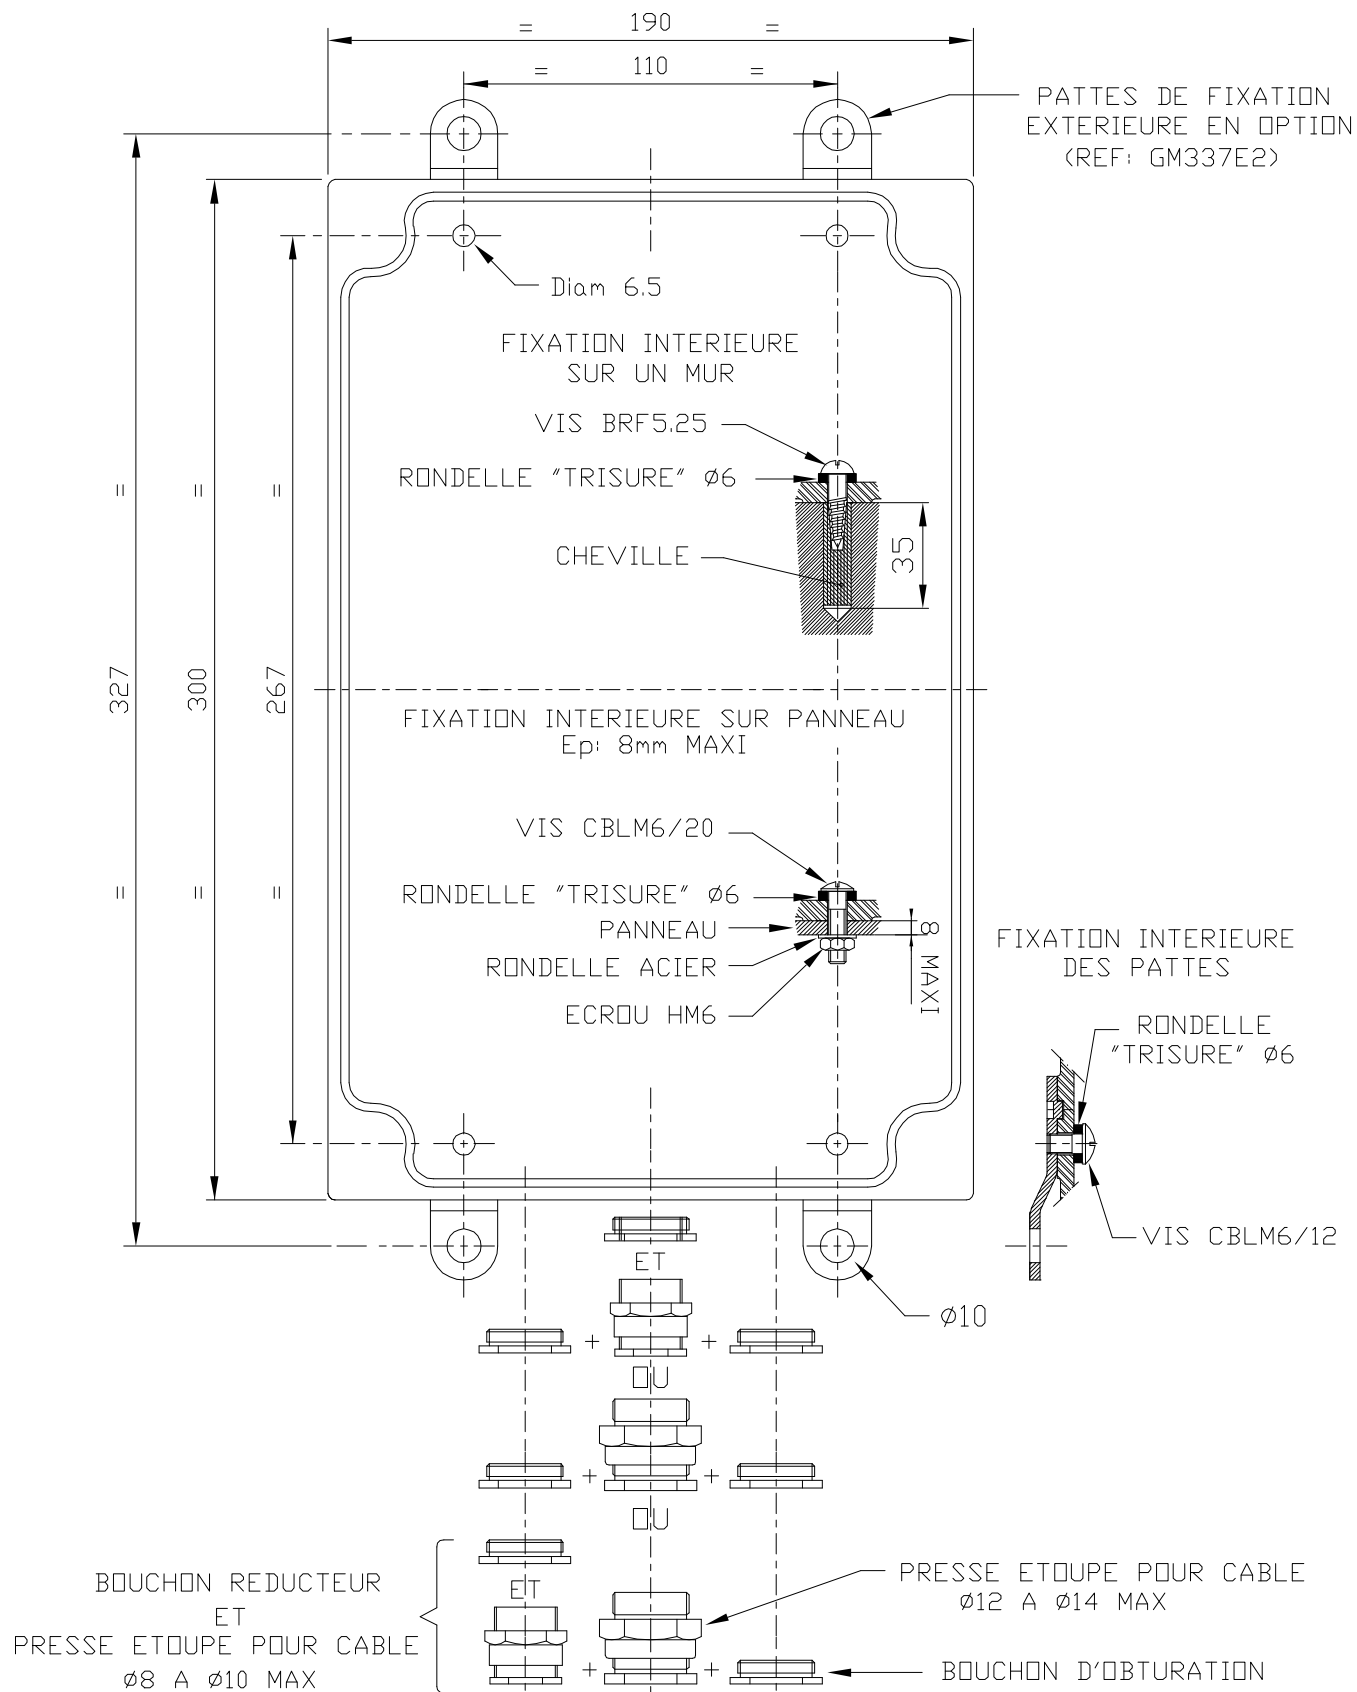 = 190 =
= 110 =
PATTES DE FIXATION
EXTERIEURE EN OPTION
(REF: GM337E2)
Diam 6.5
FIXATION INTERIEURE
SUR UN MUR
VIS BRF5.25
RONDELLE "TRISURE" Ø6
= = =
CHEVILLE
35
327
300
267
FIXATION INTERIEURE SUR PANNEAU
Ep: 8mm MAXI
VIS CBLM6/20
= = =
RONDELLE "TRISURE" Ø6
PANNEAU
8 MAXI
RONDELLE ACIER
ECROU HM6
FIXATION INTERIEURE
DES PATTES
RONDELLE
"TRISURE" Ø6
VIS CBLM6/12
ET
Ø10
+ +
OU
+ +
OU
BOUCHON REDUCTEUR
ET
PRESSE ETOUPE POUR CABLE
Ø8 A Ø10 MAX
ET
PRESSE ETOUPE POUR CABLE
Ø12 A Ø14 MAX
+ +
BOUCHON D'OBTURATION